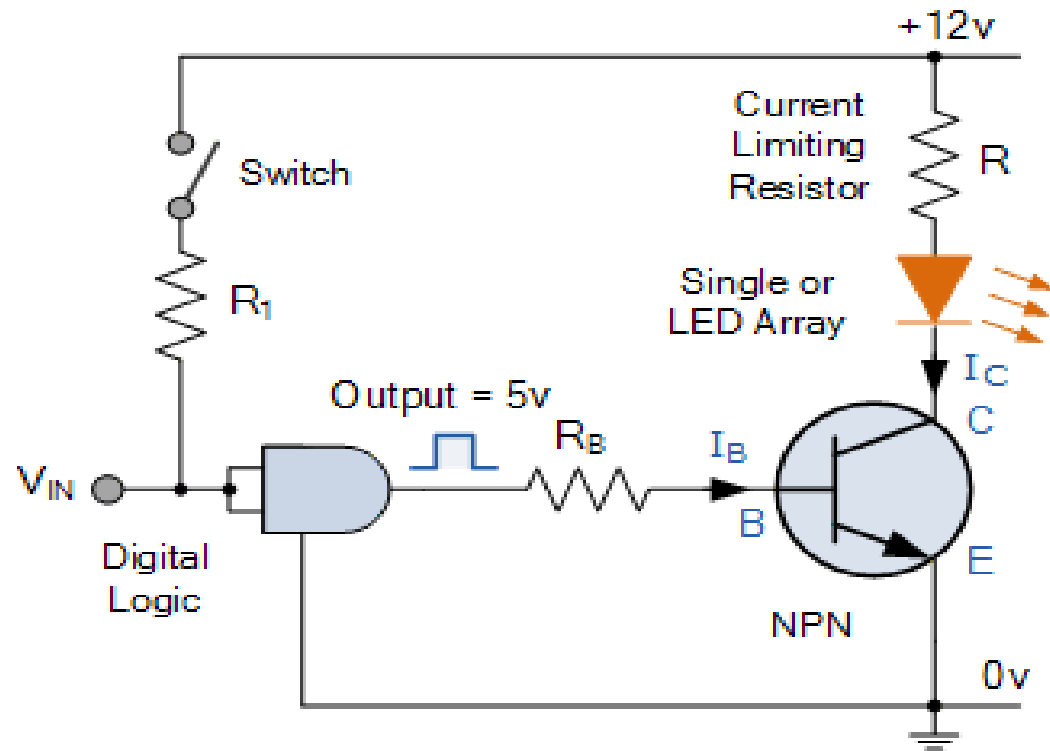 +12v
Current
Limiting
Resistor
R
Switch
R1
Single or
LED Array
IC
C
Output = 5v
RB
IB
VIN
B
E
Digital
Logic
NPN
0v